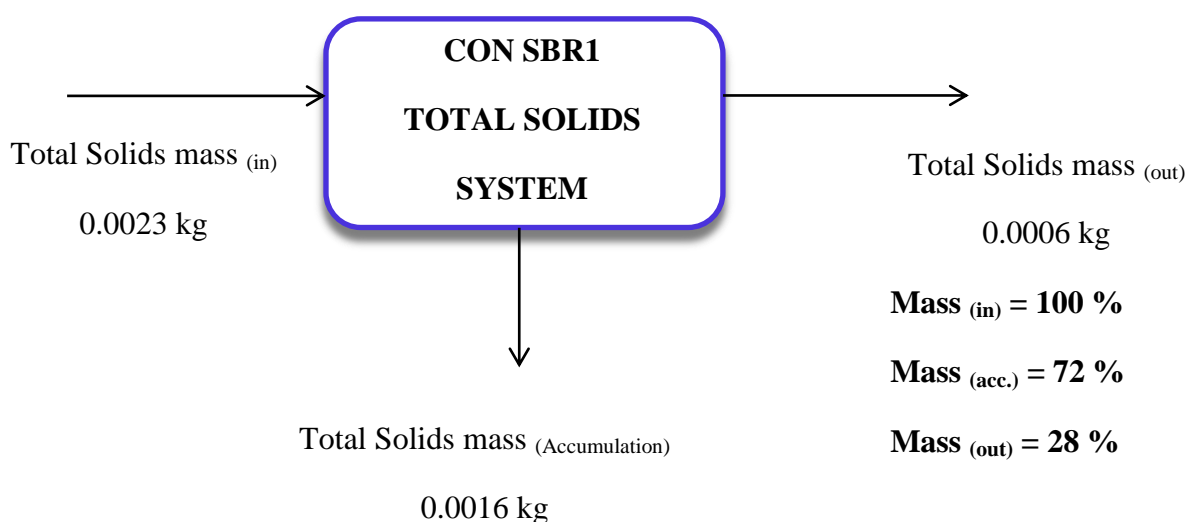 CON SBR1
TOTAL SOLIDS
SYSTEM
Total Solids mass (in)
0.0023 kg
Total Solids mass (out)
0.0006 kg
Mass (in) = 100 %
Mass (acc.) = 72 %
Mass (out) = 28 %
Total Solids mass (Accumulation)
0.0016 kg